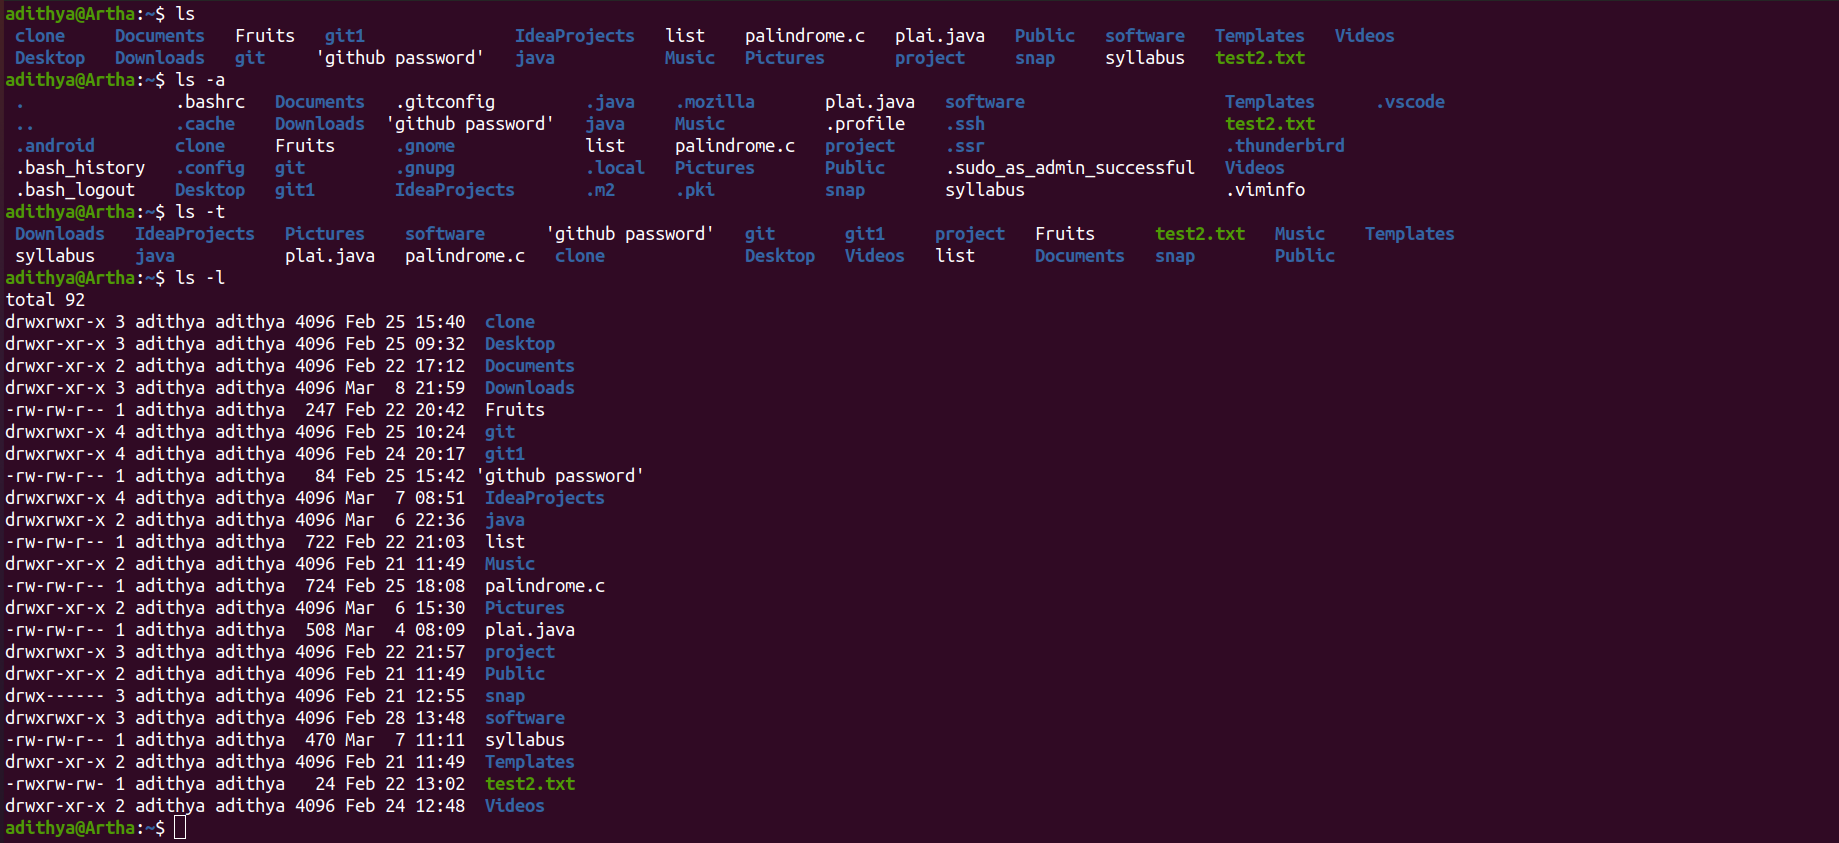 adithya@Artha:~$ ls
clone Documents Fruits git1 IdeaProjects list palindrome.c plai.java Public software Templates Videos
Desktop Downloads git 'github password' java Music Pictures project snap syllabus test2.txt
adithya@Artha:~$ ls -a
. .bashrc Documents .gitconfig .java .mozilla plai.java software Templates .vscode
.. .cache Downloads 'github password' java Music .profile .ssh test2.txt
.android clone Fruits .gnome list palindrome.c project .ssr .thunderbird
.bash_history .config git .gnupg .local Pictures Public .sudo_as_admin_successful Videos
.bash_logout Desktop git1 IdeaProjects .m2 .pki snap syllabus .viminfo
adithya@Artha:~$ ls -t
Downloads IdeaProjects Pictures software 'github password' git git1 project Fruits test2.txt Music Templates
syllabus java plai.java palindrome.c clone Desktop Videos list Documents snap Public
adithya@Artha:~$ ls -l
total 92
drwxrwxr-x 3 adithya adithya 4096 Feb 25 15:40 clone
drwxr-xr-x 3 adithya adithya 4096 Feb 25 09:32 Desktop
drwxr-xr-x 2 adithya adithya 4096 Feb 22 17:12 Documents
drwxr-xr-x 3 adithya adithya 4096 Mar 8 21:59 Downloads
-rw-rw-r-- 1 adithya adithya 247 Feb 22 20:42 Fruits
drwxrwxr-x 4 adithya adithya 4096 Feb 25 10:24 git
drwxrwxr-x 4 adithya adithya 4096 Feb 24 20:17 git1
-rw-rw-r-- 1 adithya adithya 84 Feb 25 15:42 'github password'
drwxrwxr-x 4 adithya adithya 4096 Mar 7 08:51 IdeaProjects
drwxrwxr-x 2 adithya adithya 4096 Mar 6 22:36 java
-rw-rw-r-- 1 adithya adithya 722 Feb 22 21:03 list
drwxr-xr-x 2 adithya adithya 4096 Feb 21 11:49 Music
-rw-rw-r-- 1 adithya adithya 724 Feb 25 18:08 palindrome.c
drwxr-xr-x 2 adithya adithya 4096 Mar 6 15:30 Pictures
-rw-rw-r-- 1 adithya adithya 508 Mar 4 08:09 plai.java
drwxrwxr-x 3 adithya adithya 4096 Feb 22 21:57 project
drwxr-xr-x 2 adithya adithya 4096 Feb 21 11:49 Public
drwx------ 3 adithya adithya 4096 Feb 21 12:55 snap
drwxrwxr-x 3 adithya adithya 4096 Feb 28 13:48 software
-rw-rw-r-- 1 adithya adithya 470 Mar 7 11:11 syllabus
drwxr-xr-x 2 adithya adithya 4096 Feb 21 11:49 Templates
-rwxrw-rw- 1 adithya adithya 24 Feb 22 13:02 test2.txt
drwxr-xr-x 2 adithya adithya 4096 Feb 24 12:48 Videos
adithya@Artha:~$